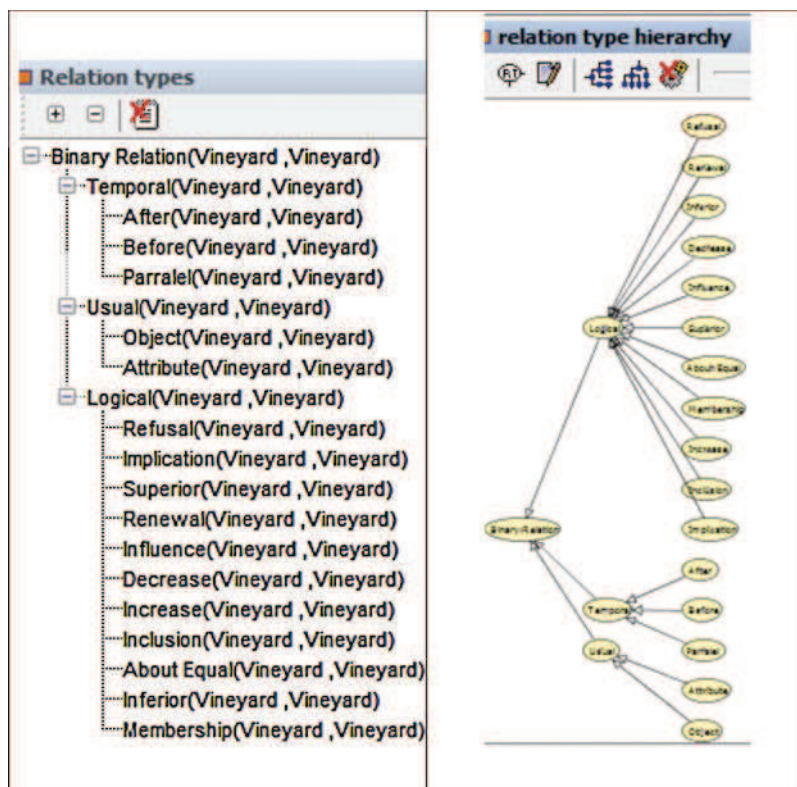 Relation types
Binary Relation(Vineyard ,Vineyard)
Temporal(Vineyard ,Vineyard)
After(Vineyard ,Vineyard)
Before(Vineyard ,Vineyard)
Parralel(Vineyard ,Vineyard)
Usual(Vineyard ,Vineyard)
Object(Vineyard ,Vineyard)
Attribute(Vineyard ,Vineyard)
Logical(Vineyard ,Vineyard)
Refusal(Vineyard ,Vineyard)
Implication(Vineyard ,Vineyard)
Superior(Vineyard ,Vineyard)
Renewal(Vineyard ,Vineyard)
Influence(Vineyard ,Vineyard)
Decrease(Vineyard ,Vineyard)
Increase(Vineyard ,Vineyard)
Inclusion(Vineyard ,Vineyard)
About Equal(Vineyard ,Vineyard)
Inferior(Vineyard ,Vineyard)
Membership(Vineyard ,Vineyard)
relation type hierarchy
RT
Refusal
Renewal
Inferior
Decrease
Influence
Logical
Superior
About Equal
Membership
Increase
Inclusion
Binary Relation
Implication
After
Temporal
Before
Parralel
Usual
Attribute
Object